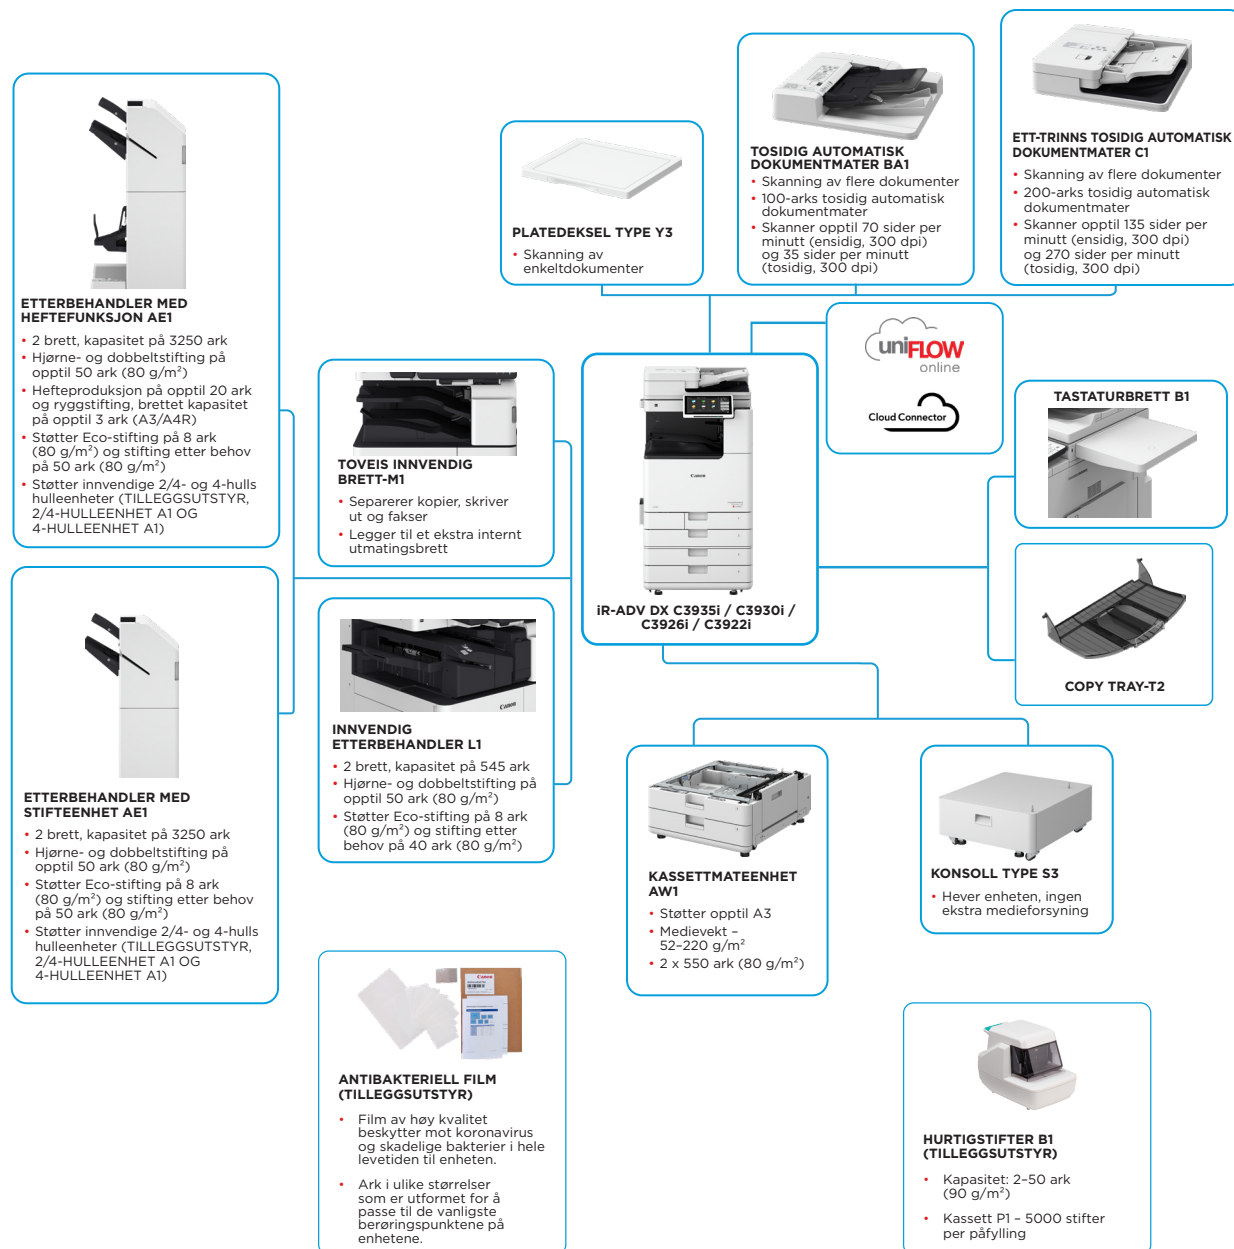 ETTERBEHANDLER MED
HEFTEFUNKSJON AE1
• 2 brett, kapasitet på 3250 ark
• Hjørne- og dobbeltstifting på
opptil 50 ark (80 g/m²)
• Hefteproduksjon på opptil 20 ark
og ryggstifting, brettet kapasitet
på opptil 3 ark (A3/A4R)
• Støtter Eco-stifting på 8 ark
(80 g/m²) og stifting etter behov
på 50 ark (80 g/m²)
• Støtter innvendige 2/4- og 4-hulls
hulleenheter (TILLEGGSUTSTYR,
2/4-HULLEENHET A1 OG
4-HULLEENHET A1)
ETTERBEHANDLER MED
STIFTEENHET AE1
• 2 brett, kapasitet på 3250 ark
• Hjørne- og dobbeltstifting på
opptil 50 ark (80 g/m²)
• Støtter Eco-stifting på 8 ark
(80 g/m²) og stifting etter behov
på 50 ark (80 g/m²)
• Støtter innvendige 2/4- og 4-hulls
hulleenheter (TILLEGGSUTSTYR,
2/4-HULLEENHET A1 OG
4-HULLEENHET A1)
TOVEIS INNVENDIG
BRETT-M1
• Separerer kopier, skriver
ut og fakser
• Legger til et ekstra internt
utmatingsbrett
Canon
INNVENDIG
ETTERBEHANDLER L1
• 2 brett, kapasitet på 545 ark
• Hjørne- og dobbeltstifting på
opptil 50 ark (80 g/m²)
• Støtter Eco-stifting på 8 ark
(80 g/m²) og stifting etter
behov på 40 ark (80 g/m²)
Canon
ANTIBAKTERIELL FILM
(TILLEGGSUTSTYR)
• Film av høy kvalitet
beskytter mot koronavirus
og skadelige bakterier i hele
levetiden til enheten.
• Ark i ulike størrelser
som er utformet for å
passe til de vanligste
berøringspunktene på
enhetene.
PLATEDEKSEL TYPE Y3
• Skanning av
enkeltdokumenter
TOSIDIG AUTOMATISK
DOKUMENTMATER BA1
• Skanning av flere dokumenter
• 100-arks tosidig automatisk
dokumentmater
• Skanner opptil 70 sider per
minutt (ensidig, 300 dpi)
og 35 sider per minutt
(tosidig, 300 dpi)
ETT-TRINNS TOSIDIG AUTOMATISK
DOKUMENTMATER C1
• Skanning av flere dokumenter
• 200-arks tosidig automatisk
dokumentmater
• Skanner opptil 135 sider per
minutt (ensidig, 300 dpi)
og 270 sider per minutt
(tosidig, 300 dpi)
uniFLOW
online
Cloud Connector
Canon
iR-ADV DX C3935i / C3930i /
C3926i / C3922i
TASTATURBRETT B1
COPY TRAY-T2
KASSETTMATEENHET
AW1
• Støtter opptil A3
• Medievekt –
52–220 g/m²
• 2 x 550 ark (80 g/m²)
KONSOLL TYPE S3
• Hever enheten, ingen
ekstra medieforsyning
HURTIGSTIFTER B1
(TILLEGGSUTSTYR)
• Kapasitet: 2–50 ark
(90 g/m²)
• Kassett P1 – 5000 stifter
per påfylling